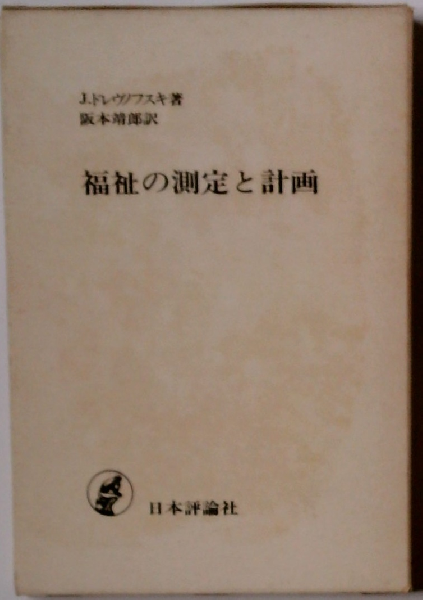 J.ドレヴノフスキ著
阪本靖郎訳
福祉の測定と計画
日本評論社